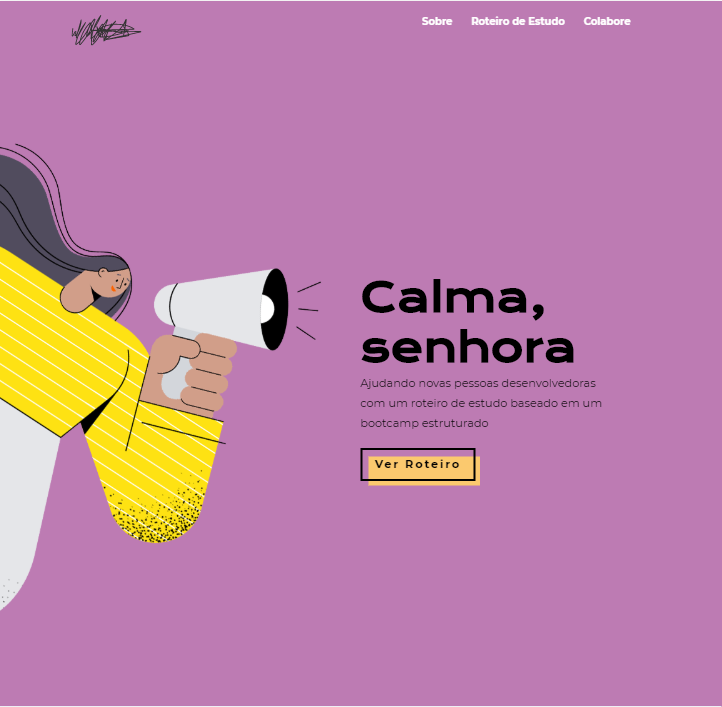 Sobre Roteiro de Estudo Colabore
Calma,
senhora
Ajudando novas pessoas desenvolvedoras
com um roteiro de estudo baseado em um
bootcamp estruturado
Ver Roteiro